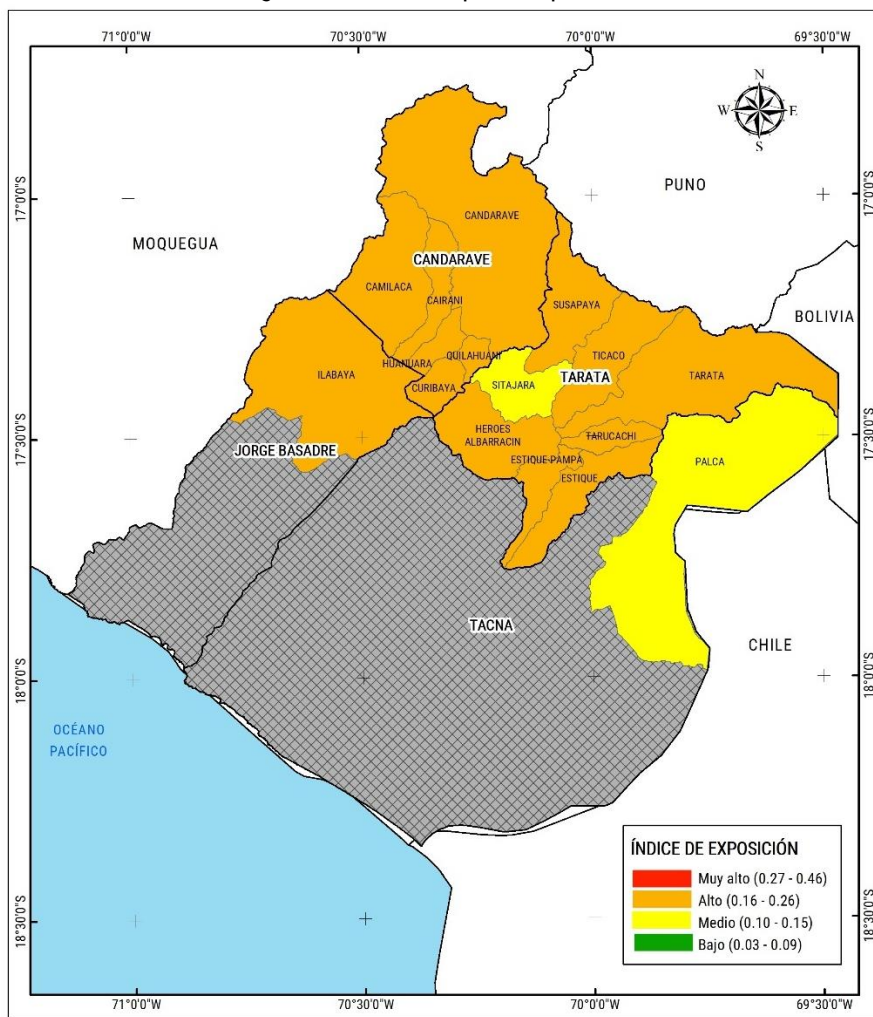 71°0'0"W
70°30'0"W
70°0'0"W
69°30'0"W
N
W
E
S
PUNO
17°0'0"S
17°0'0"S
CANDARAVE
MOQUEGUA
CANDARAVE
CAMILACA
CAIRANI
SUSAPAYA
BOLIVIA
HUANUARA
QUILAHUANI
TICACO
ILABAYA
SITAJARA
TARATA
TARATA
CURIBAYA
HEROES
ALBARRACIN
TARUCACHI
17°30'0"S
17°30'0"S
JORGE BASADRE
ESTIQUE-PAMPA
PALCA
ESTIQUE
TACNA
CHILE
18°0'0"S
18°0'0"S
OCÉANO
PACÍFICO
ÍNDICE DE EXPOSICIÓN
Muy alto (0.27 - 0.46)
Alto (0.16 - 0.26)
Medio (0.10 - 0.15)
Bajo (0.03 - 0.09)
18°30'0"S
18°30'0"S
71°0'0"W
70°30'0"W
70°0'0"W
69°30'0"W